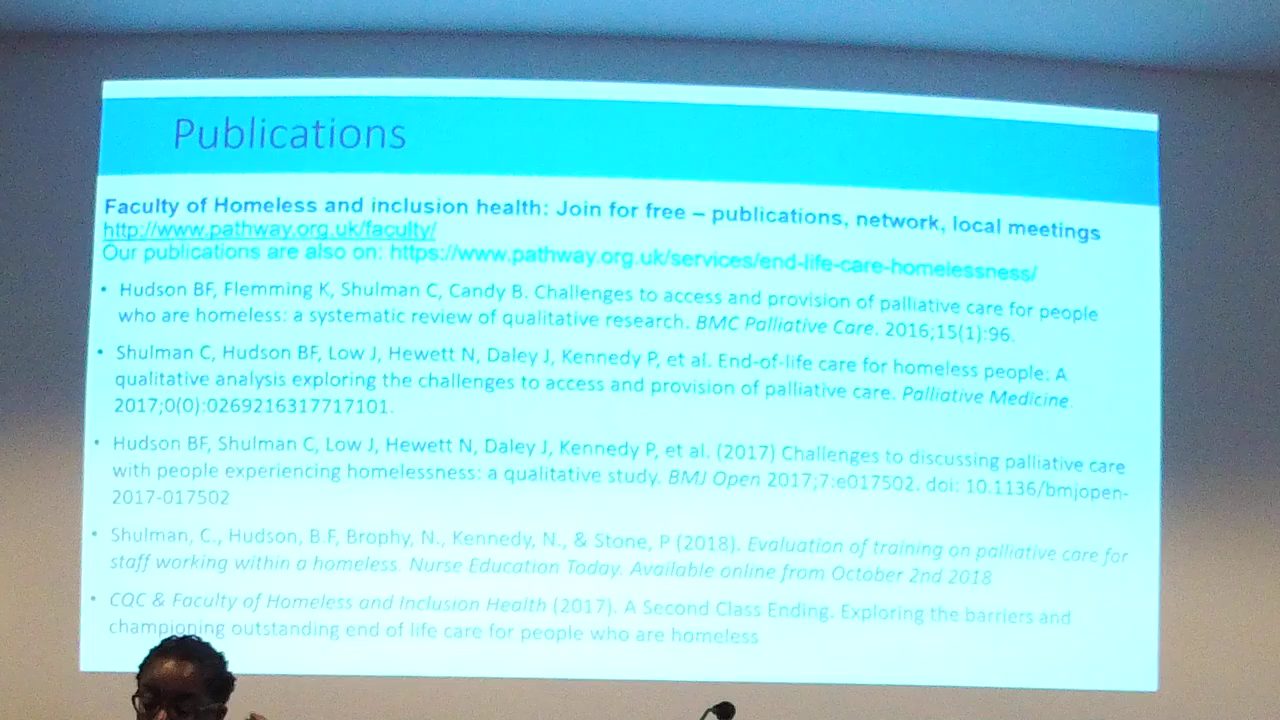 Publications
Faculty of Homeless and inclusion health: Join for free – publications, network, local meetings
http://www.pathway.org.uk/faculty/
Our publications are also on: https://www.pathway.org.uk/services/end-life-care-homelessness/
• Hudson BF, Flemming K, Shulman C, Candy B. Challenges to access and provision of palliative care for people
who are homeless: a systematic review of qualitative research. BMC Palliative Care. 2016;15(1):96.
• Shulman C, Hudson BF, Low J, Hewett N, Daley J, Kennedy P, et al. End-of-life care for homeless people: A
qualitative analysis exploring the challenges to access and provision of palliative care. Palliative Medicine.
2017;0(0):0269216317717101.
• Hudson BF, Shulman C, Low J, Hewett N, Daley J, Kennedy P, et al. (2017) Challenges to discussing palliative care
with people experiencing homelessness: a qualitative study. BMJ Open 2017;7:e017502. doi: 10.1136/bmjopen-
2017-017502
• Shulman, C., Hudson, B.F, Brophy, N., Kennedy, N., & Stone, P (2018). Evaluation of training on palliative care for
staff working within a homeless. Nurse Education Today. Available online from October 2nd 2018
• CQC & Faculty of Homeless and Inclusion Health (2017). A Second Class Ending. Exploring the barriers and
championing outstanding end of life care for people who are homeless